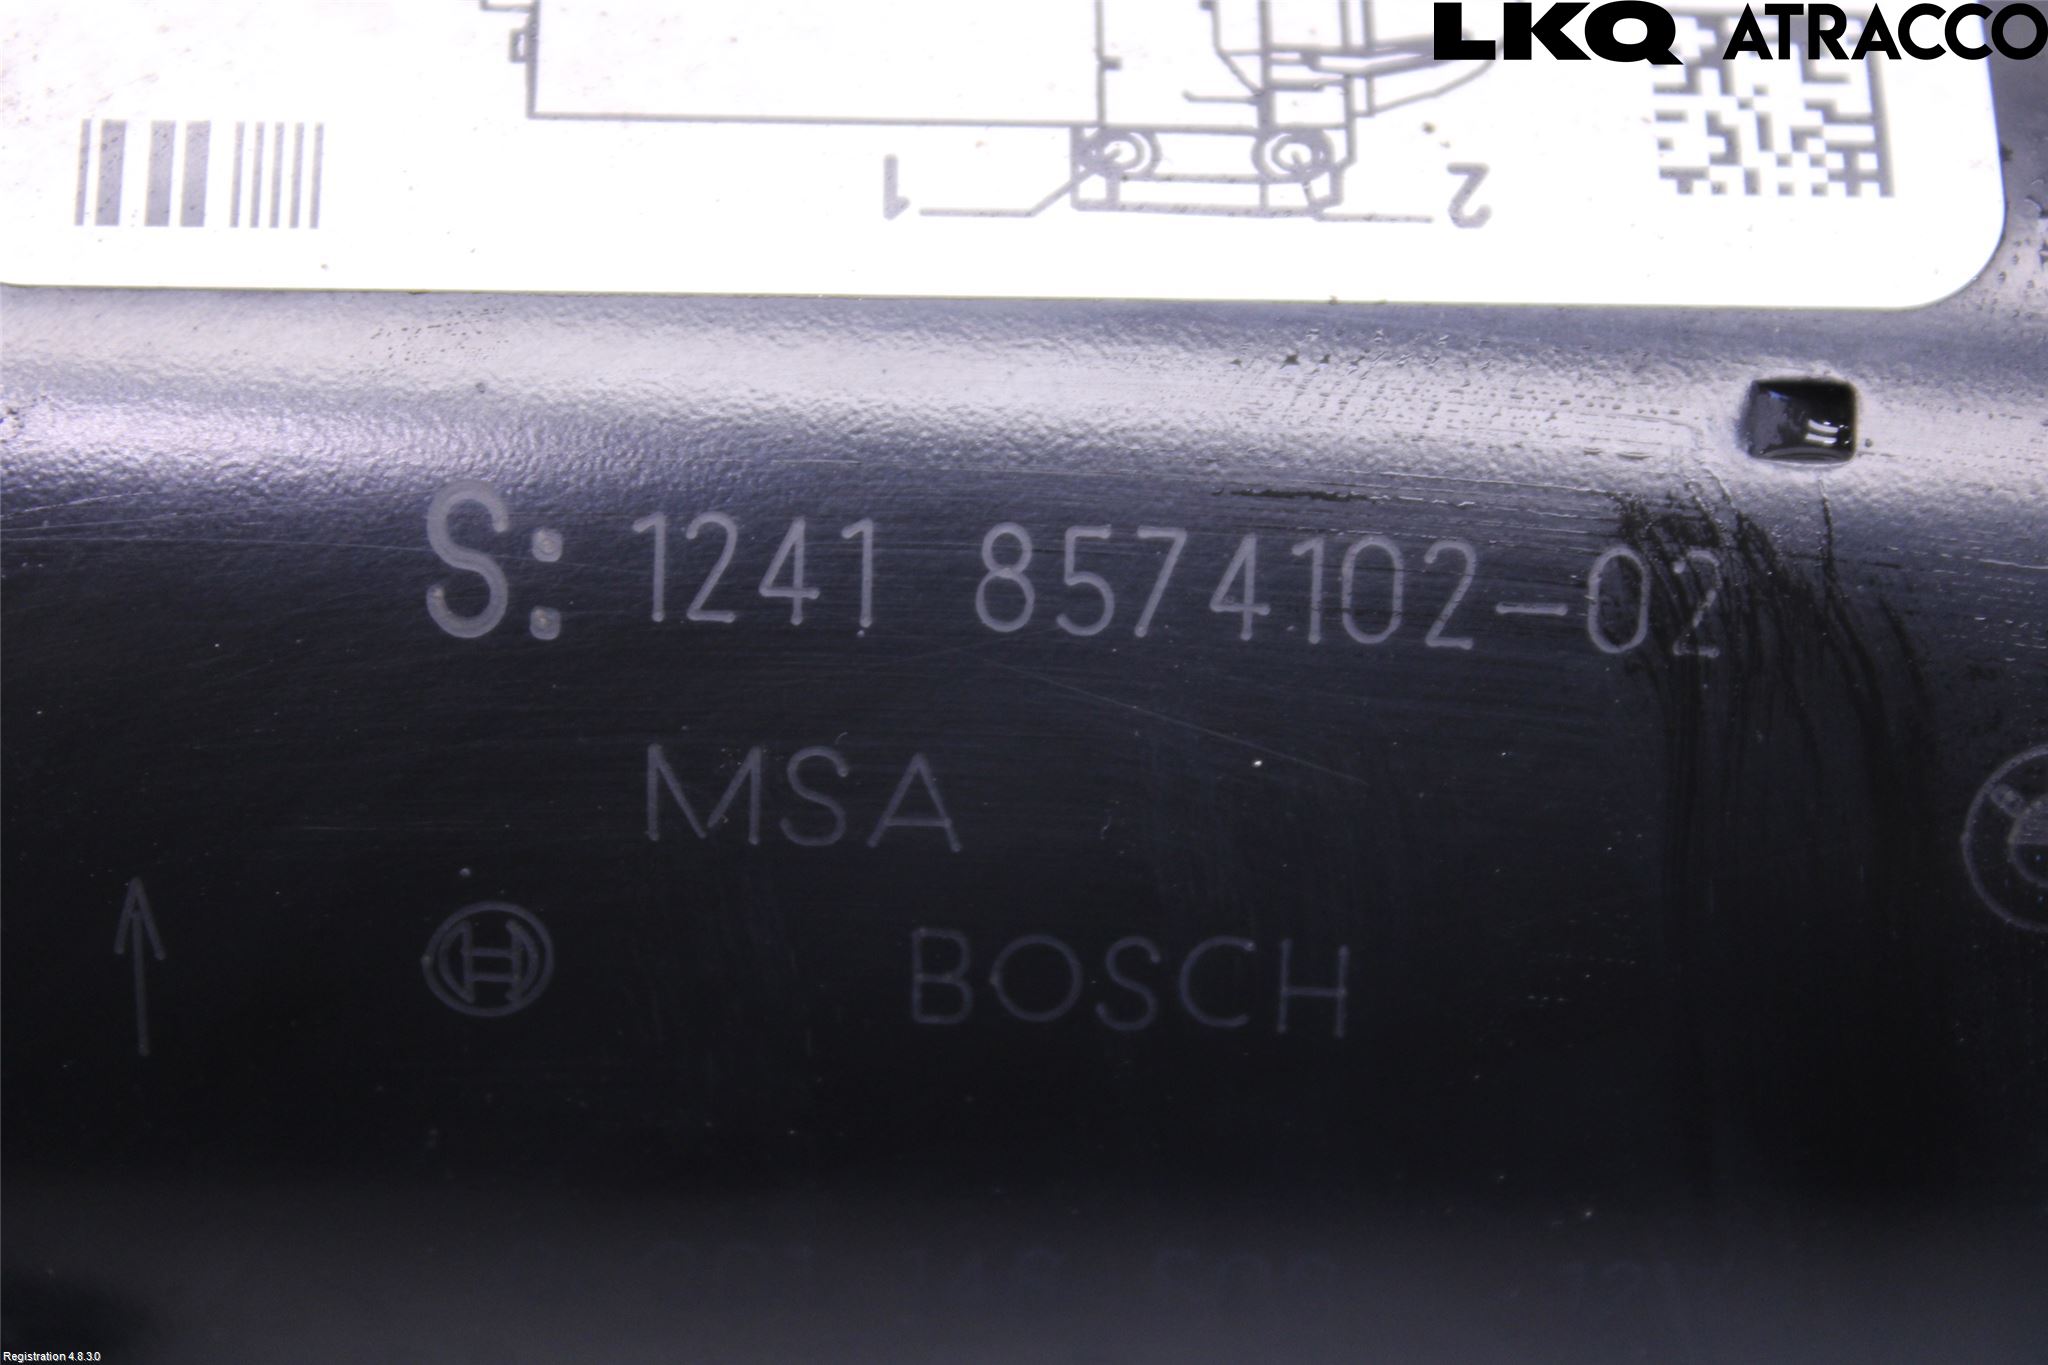 LKQ ATRACCO
1 2
S: 1241 8574102-02
MSA
BOSCH
Registration 4.8.3.0